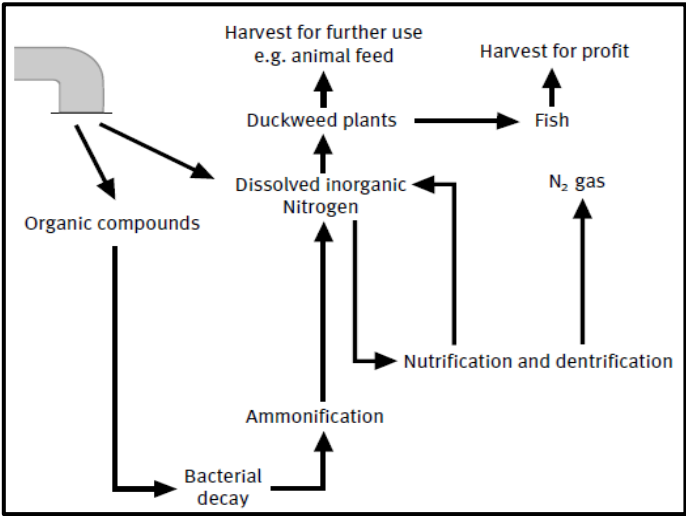 Harvest for further use
e.g. animal feed
Harvest for profit
Duckweed plants
Fish
Dissolved inorganic
Nitrogen
N₂ gas
Organic compounds
Nutrification and dentrification
Ammonification
Bacterial
decay